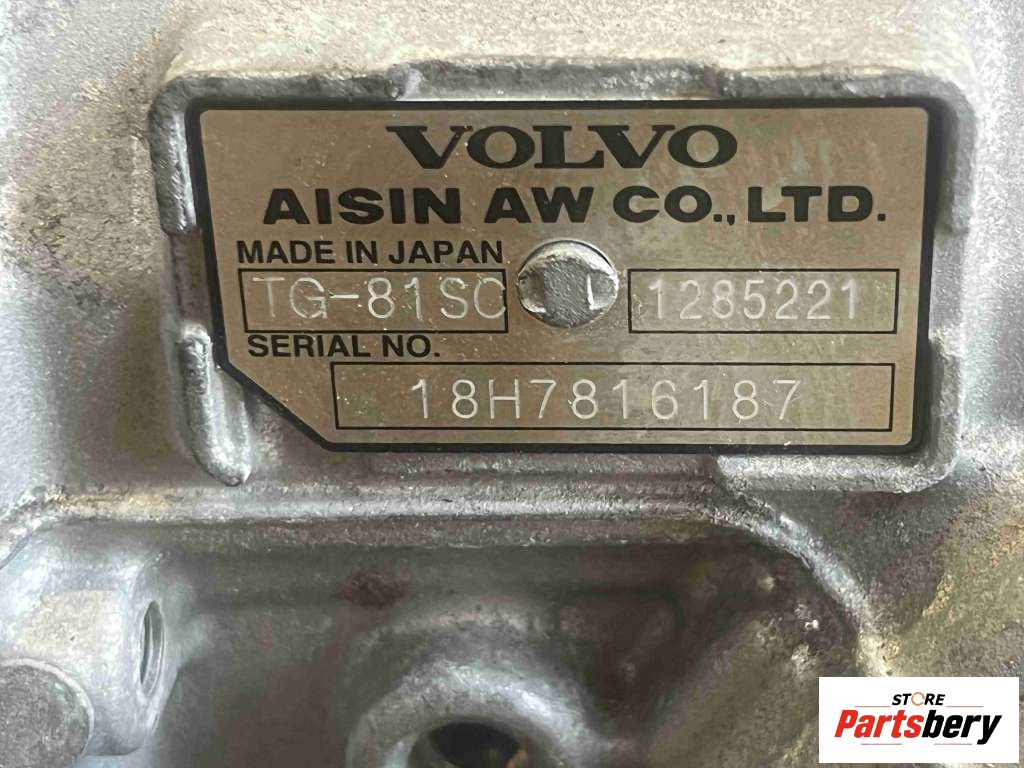 VOLVO
AISIN AW CO., LTD.
MADE IN JAPAN
TG-81SC 1285221
SERIAL NO.
18H7816187
STORE
Partsbery